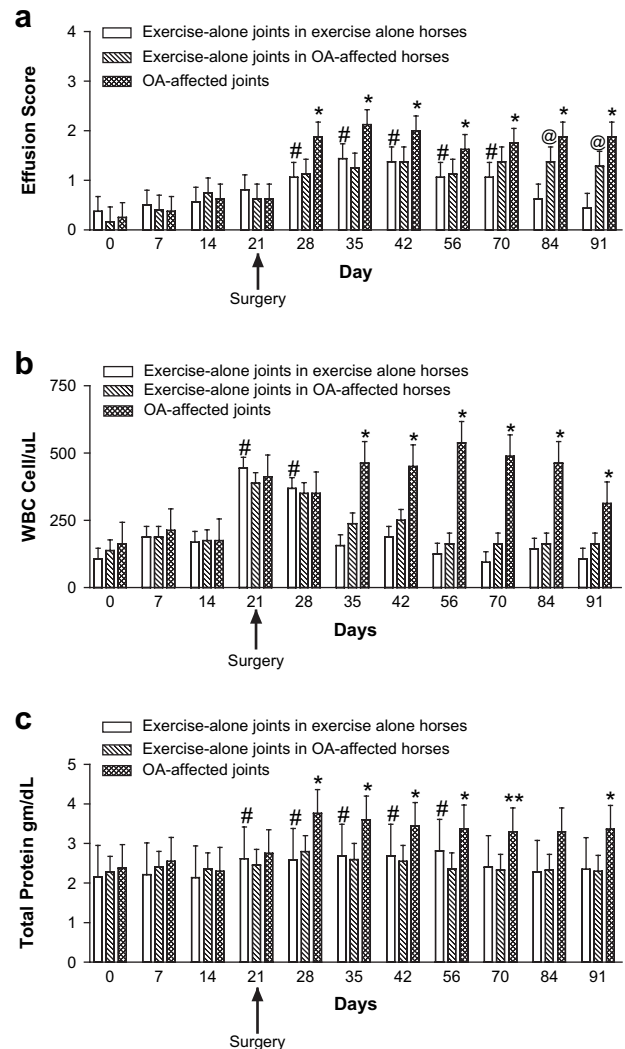 a
Exercise-alone joints in exercise alone horses
Exercise-alone joints in OA-affected horses
OA-affected joints
Effusion Score
4
3
2
1
0
# * # * # * # * # * @ * @ *
0 7 14 21 28 35 42 56 70 84 91
Day
Surgery
b
Exercise-alone joints in exercise alone horses
Exercise-alone joints in OA-affected horses
OA-affected joints
WBC Cell/uL
750
500
250
0
# # * * * * * *
0 7 14 21 28 35 42 56 70 84 91
Days
Surgery
c
Exercise-alone joints in exercise alone horses
Exercise-alone joints in OA-affected horses
OA-affected joints
Total Protein gm/dL
5
4
3
2
1
0
# # * # * # * # * ** *
0 7 14 21 28 35 42 56 70 84 91
Days
Surgery